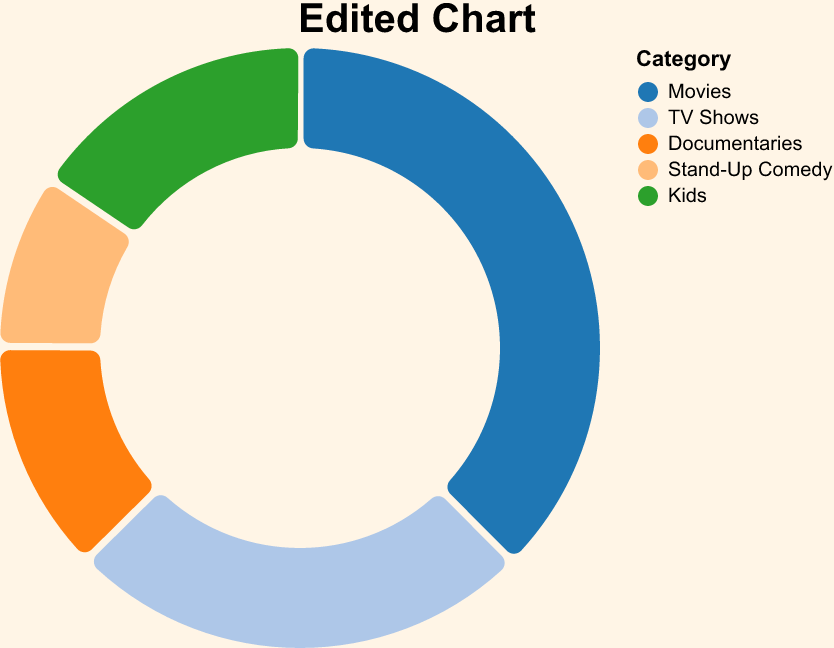 Edited Chart
Category
Movies
TV Shows
Documentaries
Stand-Up Comedy
Kids